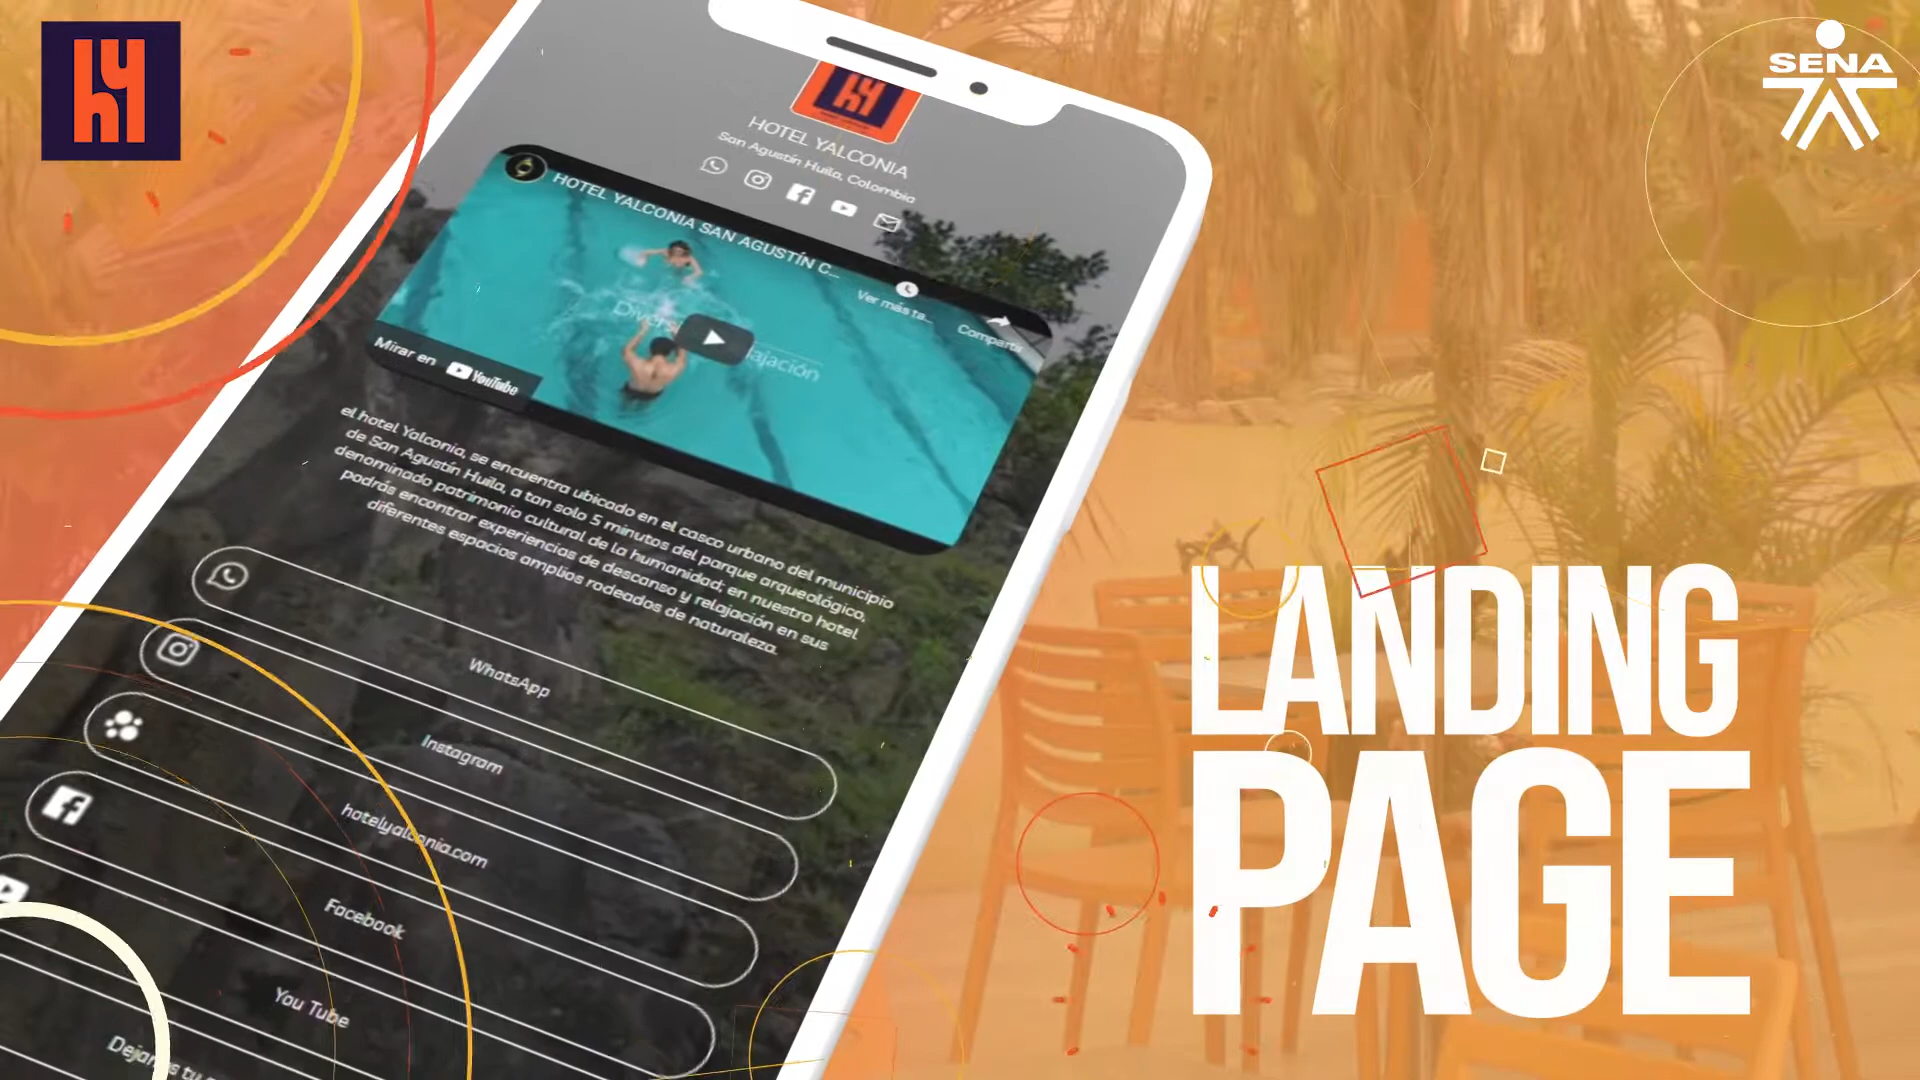 hy
SENA
HOTEL YALCONIA
San Agustín Huila, Colombia
HOTEL YALCONIA SAN AGUSTÍN C...
Ver más ta...
Compartir
Mirar en YouTube
el hotel Yalconia, se encuentra ubicado en el casco urbano del municipio
de San Agustín Huila, a tan solo 5 minutos del parque arqueológico,
denominado patrimonio cultural de la humanidad; en nuestro hotel
podrás encontrar experiencias de descanso y relajación en sus
diferentes espacios amplios rodeados de naturaleza.
WhatsApp
Instagram
hotelyalconia.com
Facebook
You Tube
LANDING
PAGE